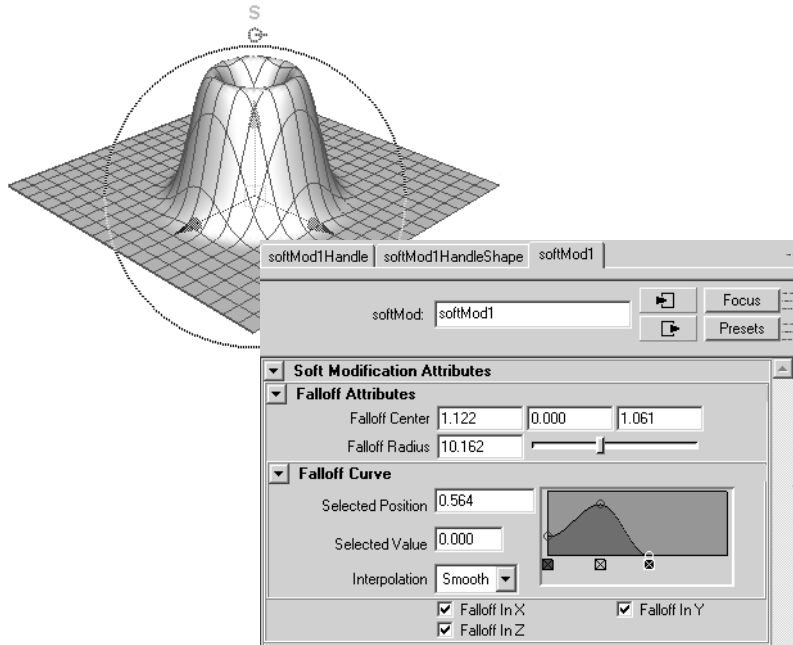 S
softMod1Handle softMod1HandleShape softMod1
softMod: softMod1 Focus
Presets
Soft Modification Attributes
Falloff Attributes
Falloff Center 1.122 0.000 1.061
Falloff Radius 10.162
Falloff Curve
Selected Position 0.564
Selected Value 0.000
Interpolation Smooth
Falloff In X Falloff In Y
Falloff In Z